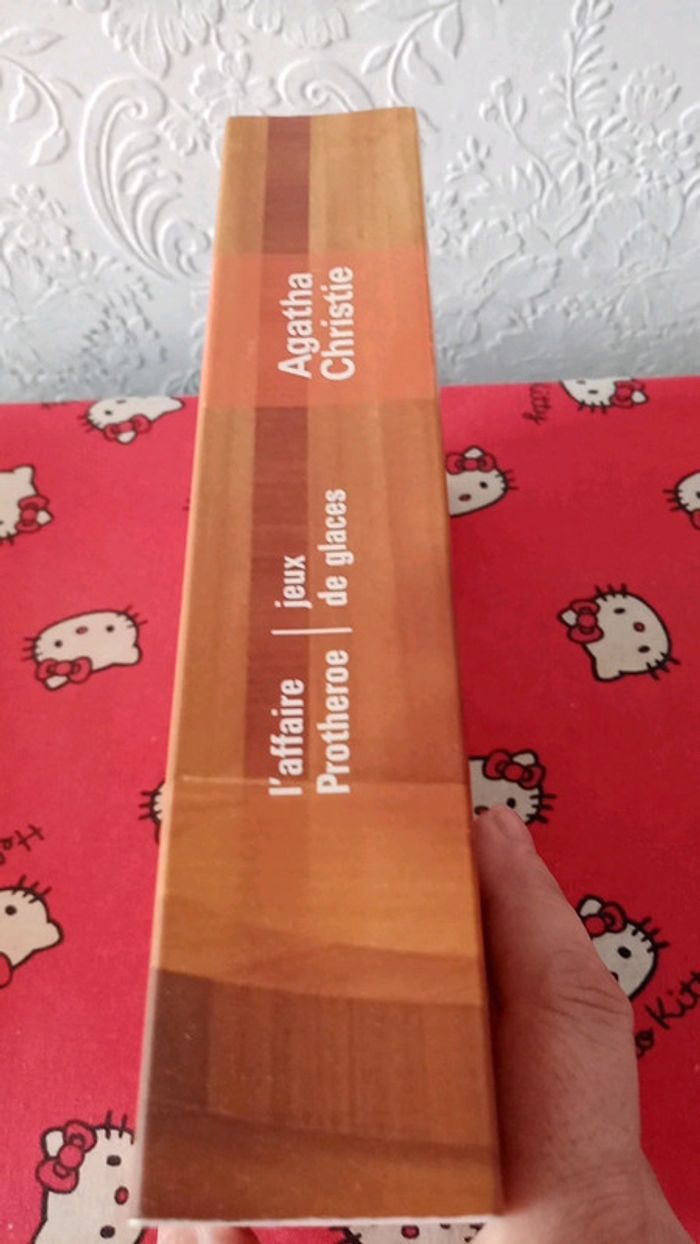 Agatha
Christie
l'affaire | jeux
Protheroe | de glaces